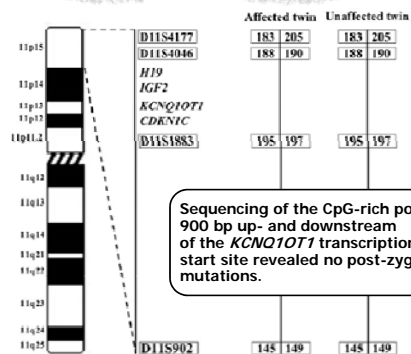 Affected twin Unaffected twin
11p15 D11S4177 183 205 183 205
D11S4046 188 190 188 190
H19
11p14 IGF2
11p13 KCNQ1OT1
11p12 CDKN1C
11p11.2 D11S1883 195 197 195 197
11q12
11q13
Sequencing of the CpG-rich po
900 bp up- and downstream
11q14 of the KCNQ1OT1 transcription
11q21 start site revealed no post-zyg
11q22 mutations.
11q23
11q24
11q25 D11S902 145 149 145 149